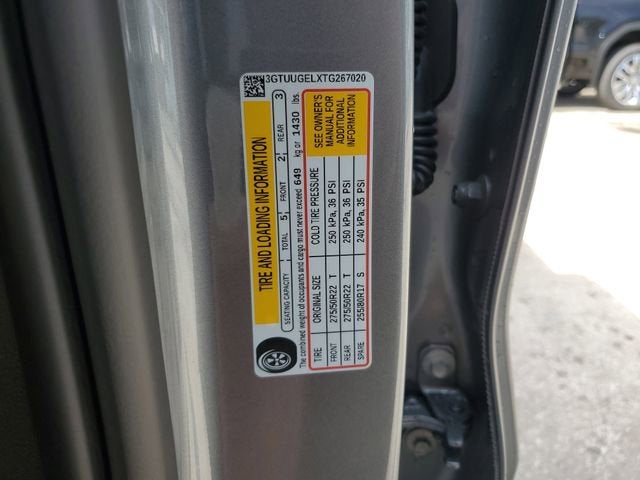 3GTUUGELXTG267020
TIRE AND LOADING INFORMATION
SEATING CAPACITY TOTAL 5 FRONT 2 REAR 3
The combined weight of occupants and cargo must never exceed 649 kg or 1430 lbs.
TIRE ORIGINAL SIZE COLD TIRE PRESSURE
SEE OWNER'S
MANUAL FOR
ADDITIONAL
INFORMATION
FRONT 275/50R22 T 250 kPa, 36 PSI
REAR 275/50R22 T 250 kPa, 36 PSI
SPARE 255/80R17 S 240 kPa, 35 PSI